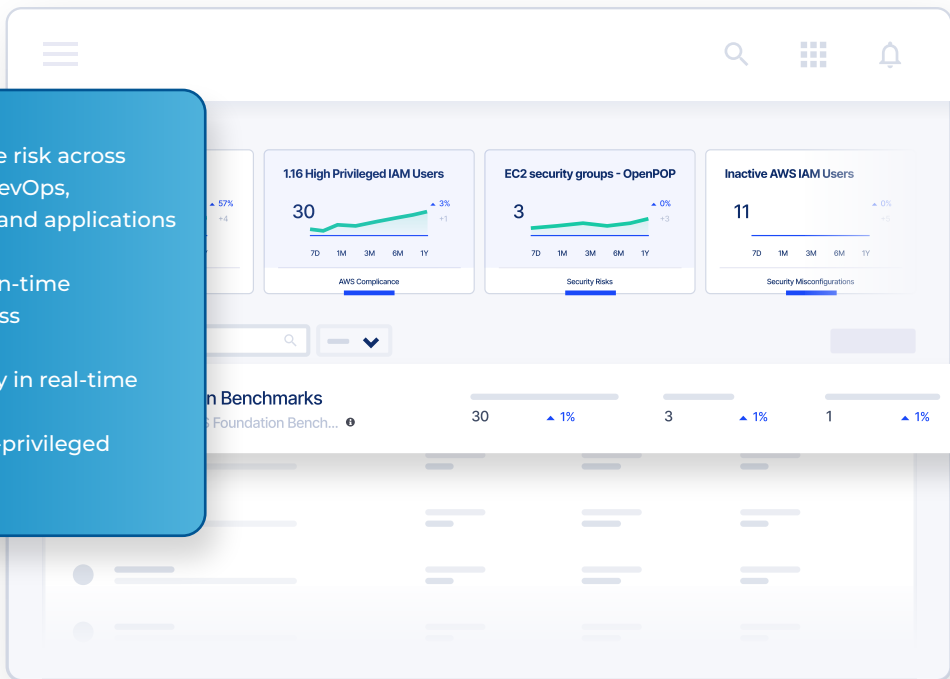 e risk across
evOps,
and applications
n-time
ss
y in real-time
-privileged
57%
+4
1.16 High Privileged IAM Users
30
3%
+1
7D 1M 3M 6M 1Y
AWS Complicance
EC2 security groups - OpenPOP
3
0%
+3
7D 1M 3M 6M 1Y
Security Risks
Inactive AWS IAM Users
11
0%
7D 1M 3M 6M 1Y
Security Misconfigurations
n Benchmarks
S Foundation Bench...
30 1% 3 1% 1 1%